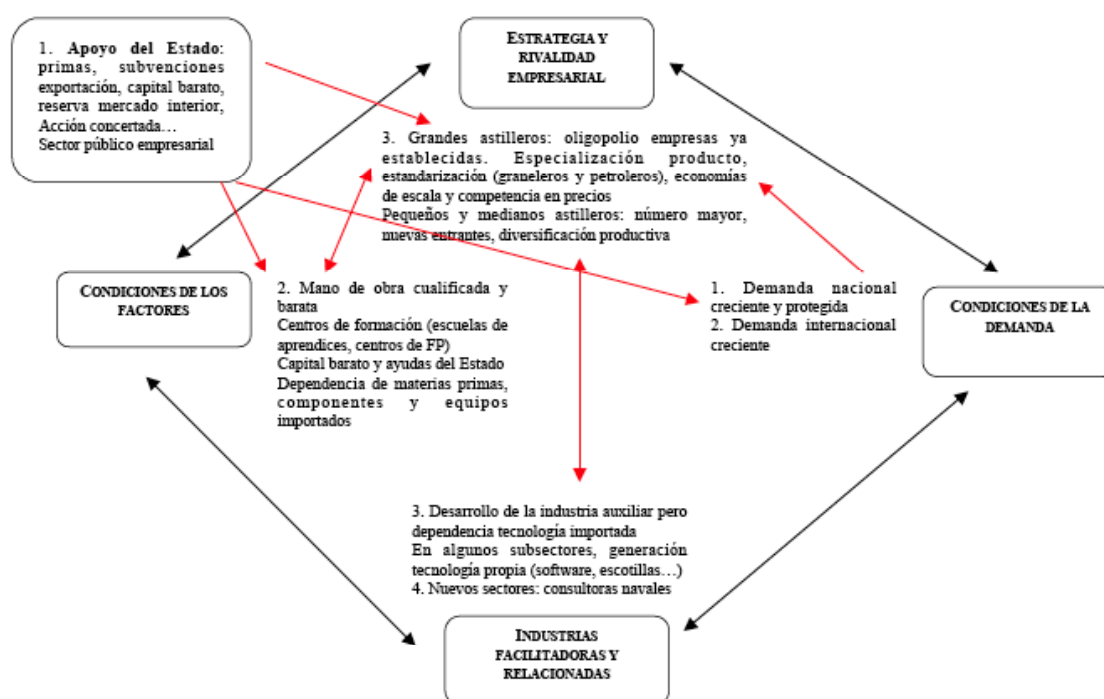 1. Apoyo del Estado:
primas, subvenciones
exportación, capital barato,
reserva mercado interior,
Acción concertada…
Sector público empresarial
ESTRATEGIA Y
RIVALIDAD
EMPRESARIAL
3. Grandes astilleros: oligopolio empresas ya
establecidas. Especialización producto,
estandarización (graneleros y petroleros), economías
de escala y competencia en precios
Pequeños y medianos astilleros: número mayor,
nuevas entrantes, diversificación productiva
CONDICIONES DE LOS
FACTORES
2. Mano de obra cualificada y
barata
Centros de formación (escuelas de
aprendices, centros de FP)
Capital barato y ayudas del Estado
Dependencia de materias primas,
componentes y equipos
importados
1. Demanda nacional
creciente y protegida
2. Demanda internacional
creciente
CONDICIONES DE LA
DEMANDA
3. Desarrollo de la industria auxiliar pero
dependencia tecnología importada
En algunos subsectores, generación
tecnología propia (software, escotillas…)
4. Nuevos sectores: consultoras navales
INDUSTRIAS
FACILITADORAS Y
RELACIONADAS